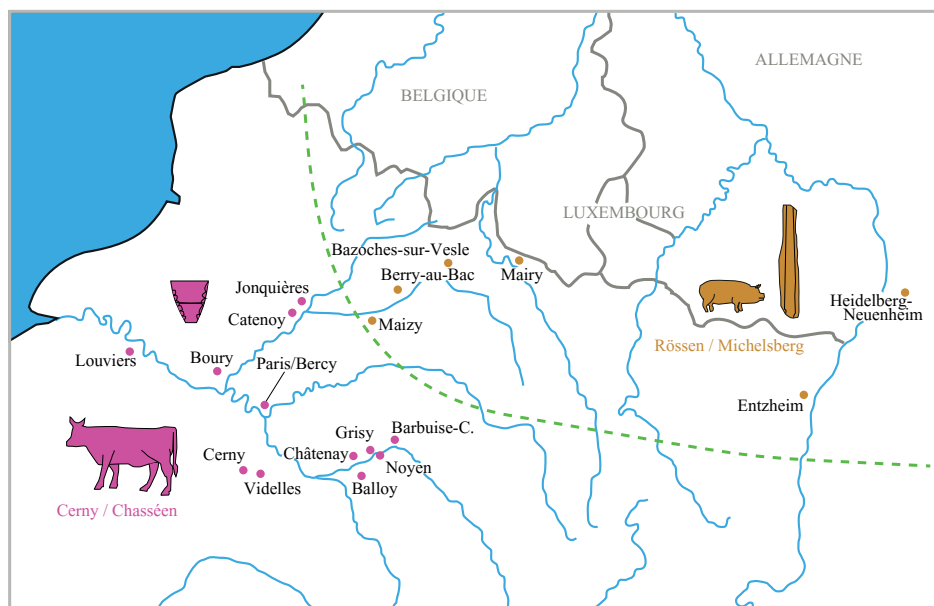 ALLEMAGNE
BELGIQUE
LUXEMBOURG
Bazoches-sur-Vesle
Berry-au-Bac
Mairy
Jonquières
Catenoy
Maizy
Heidelberg-
Neuenheim
Rössen / Michelsberg
Louviers
Boury
Paris/Bercy
Entzheim
Grisy
Barbuise-C.
Châtenay
Noyen
Cerny
Videlles
Balloy
Cerny / Chasséen